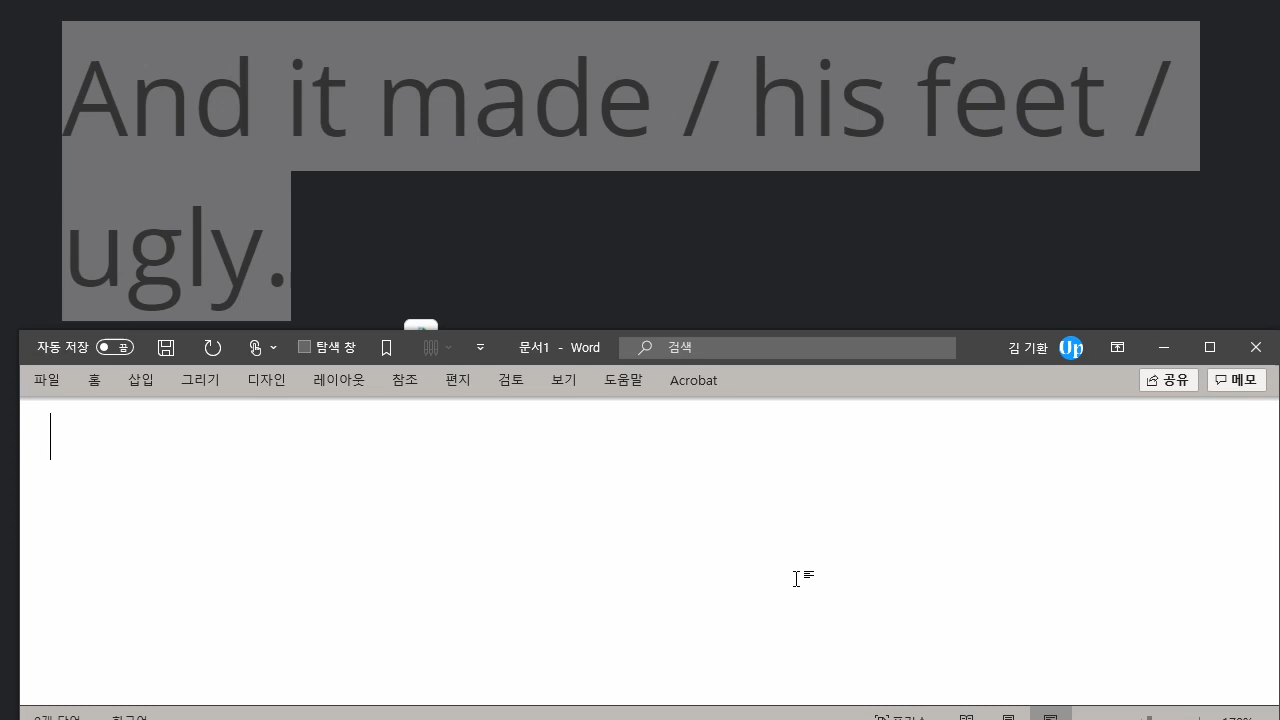 And it made / his feet /
ugly.
자동 저장 끔 탐색 창 문서1 - Word 검색 김 기환 Up
파일 홈 삽입 그리기 디자인 레이아웃 참조 편지 검토 보기 도움말 Acrobat 공유 메모